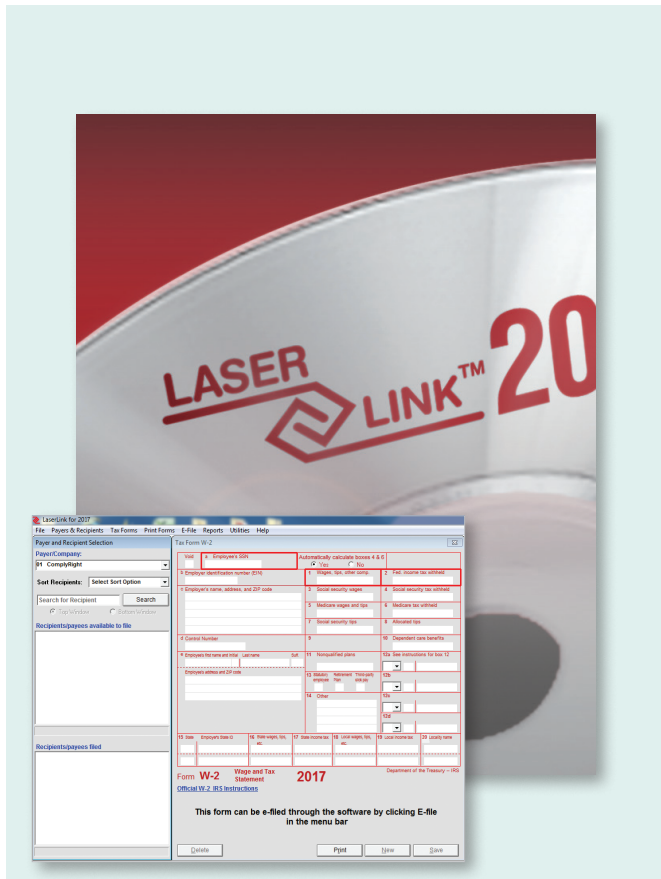 LASER
LINK™ 20
LaserLink for 2017
File Payers & Recipients Tax Forms Print Forms E-File Reports Utilities Help
Payer and Recipient Selection
Payer/Company:
01 ComplyRight
Sort Recipients: Select Sort Option
Search for Recipient Search
Top Window Bottom Window
Recipients/payees available to file
Recipients/payees filed
Tax Form W-2
Void a Employee's SSN
Automatically calculate boxes 4 & 6
Yes No
b Employer identification number (EIN)
1 Wages, tips, other comp. 2 Fed. income tax withheld
c Employer's name, address, and ZIP code
3 Social security wages 4 Social security tax withheld
5 Medicare wages and tips 6 Medicare tax withheld
7 Social security tips 8 Allocated tips
d Control Number 9 10 Dependent care benefits
e Employee's first name and initial Last name Suff.
11 Nonqualified plans 12a See instructions for box 12
Employee's address and ZIP code
13 Statutory employee Retirement Plan Third-party sick pay 12b
14 Other 12c
12d
15 State Employer's State ID 16 State wages, tips, etc. 17 State income tax 18 Local wages, tips, etc. 19 Local income tax 20 Locality name
Form W-2 Wage and Tax Statement 2017 Department of the Treasury – IRS
Official W-2 IRS Instructions
This form can be e-filed through the software by clicking E-file
in the menu bar
Delete Print New Save